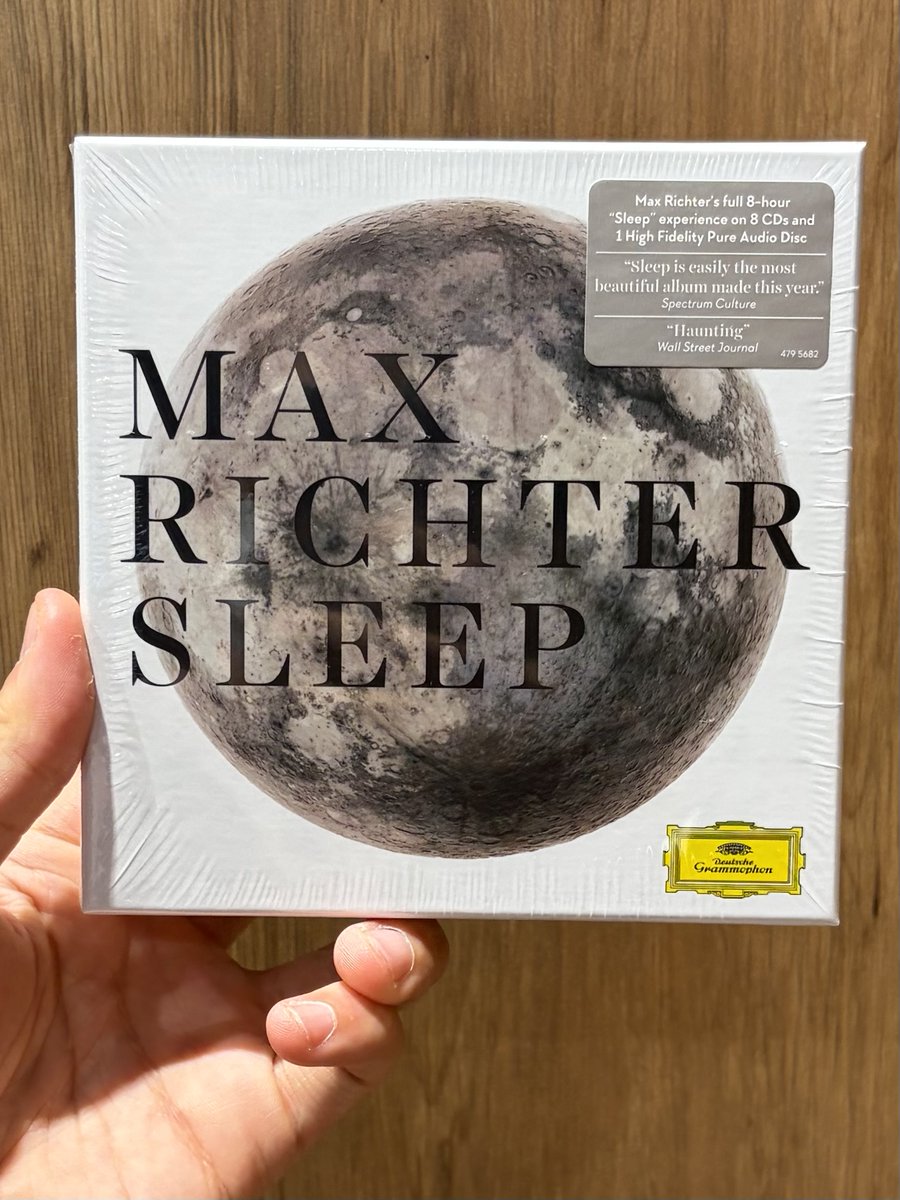 Max Richter's full 8-hour
“Sleep” experience on 8 CDs and
1 High Fidelity Pure Audio Disc
“Sleep is easily the most
beautiful album made this year.”
Spectrum Culture
“Haunting”
Wall Street Journal
479 5682
MAX
RICHTER
SLEEP
Deutsche
Grammophon